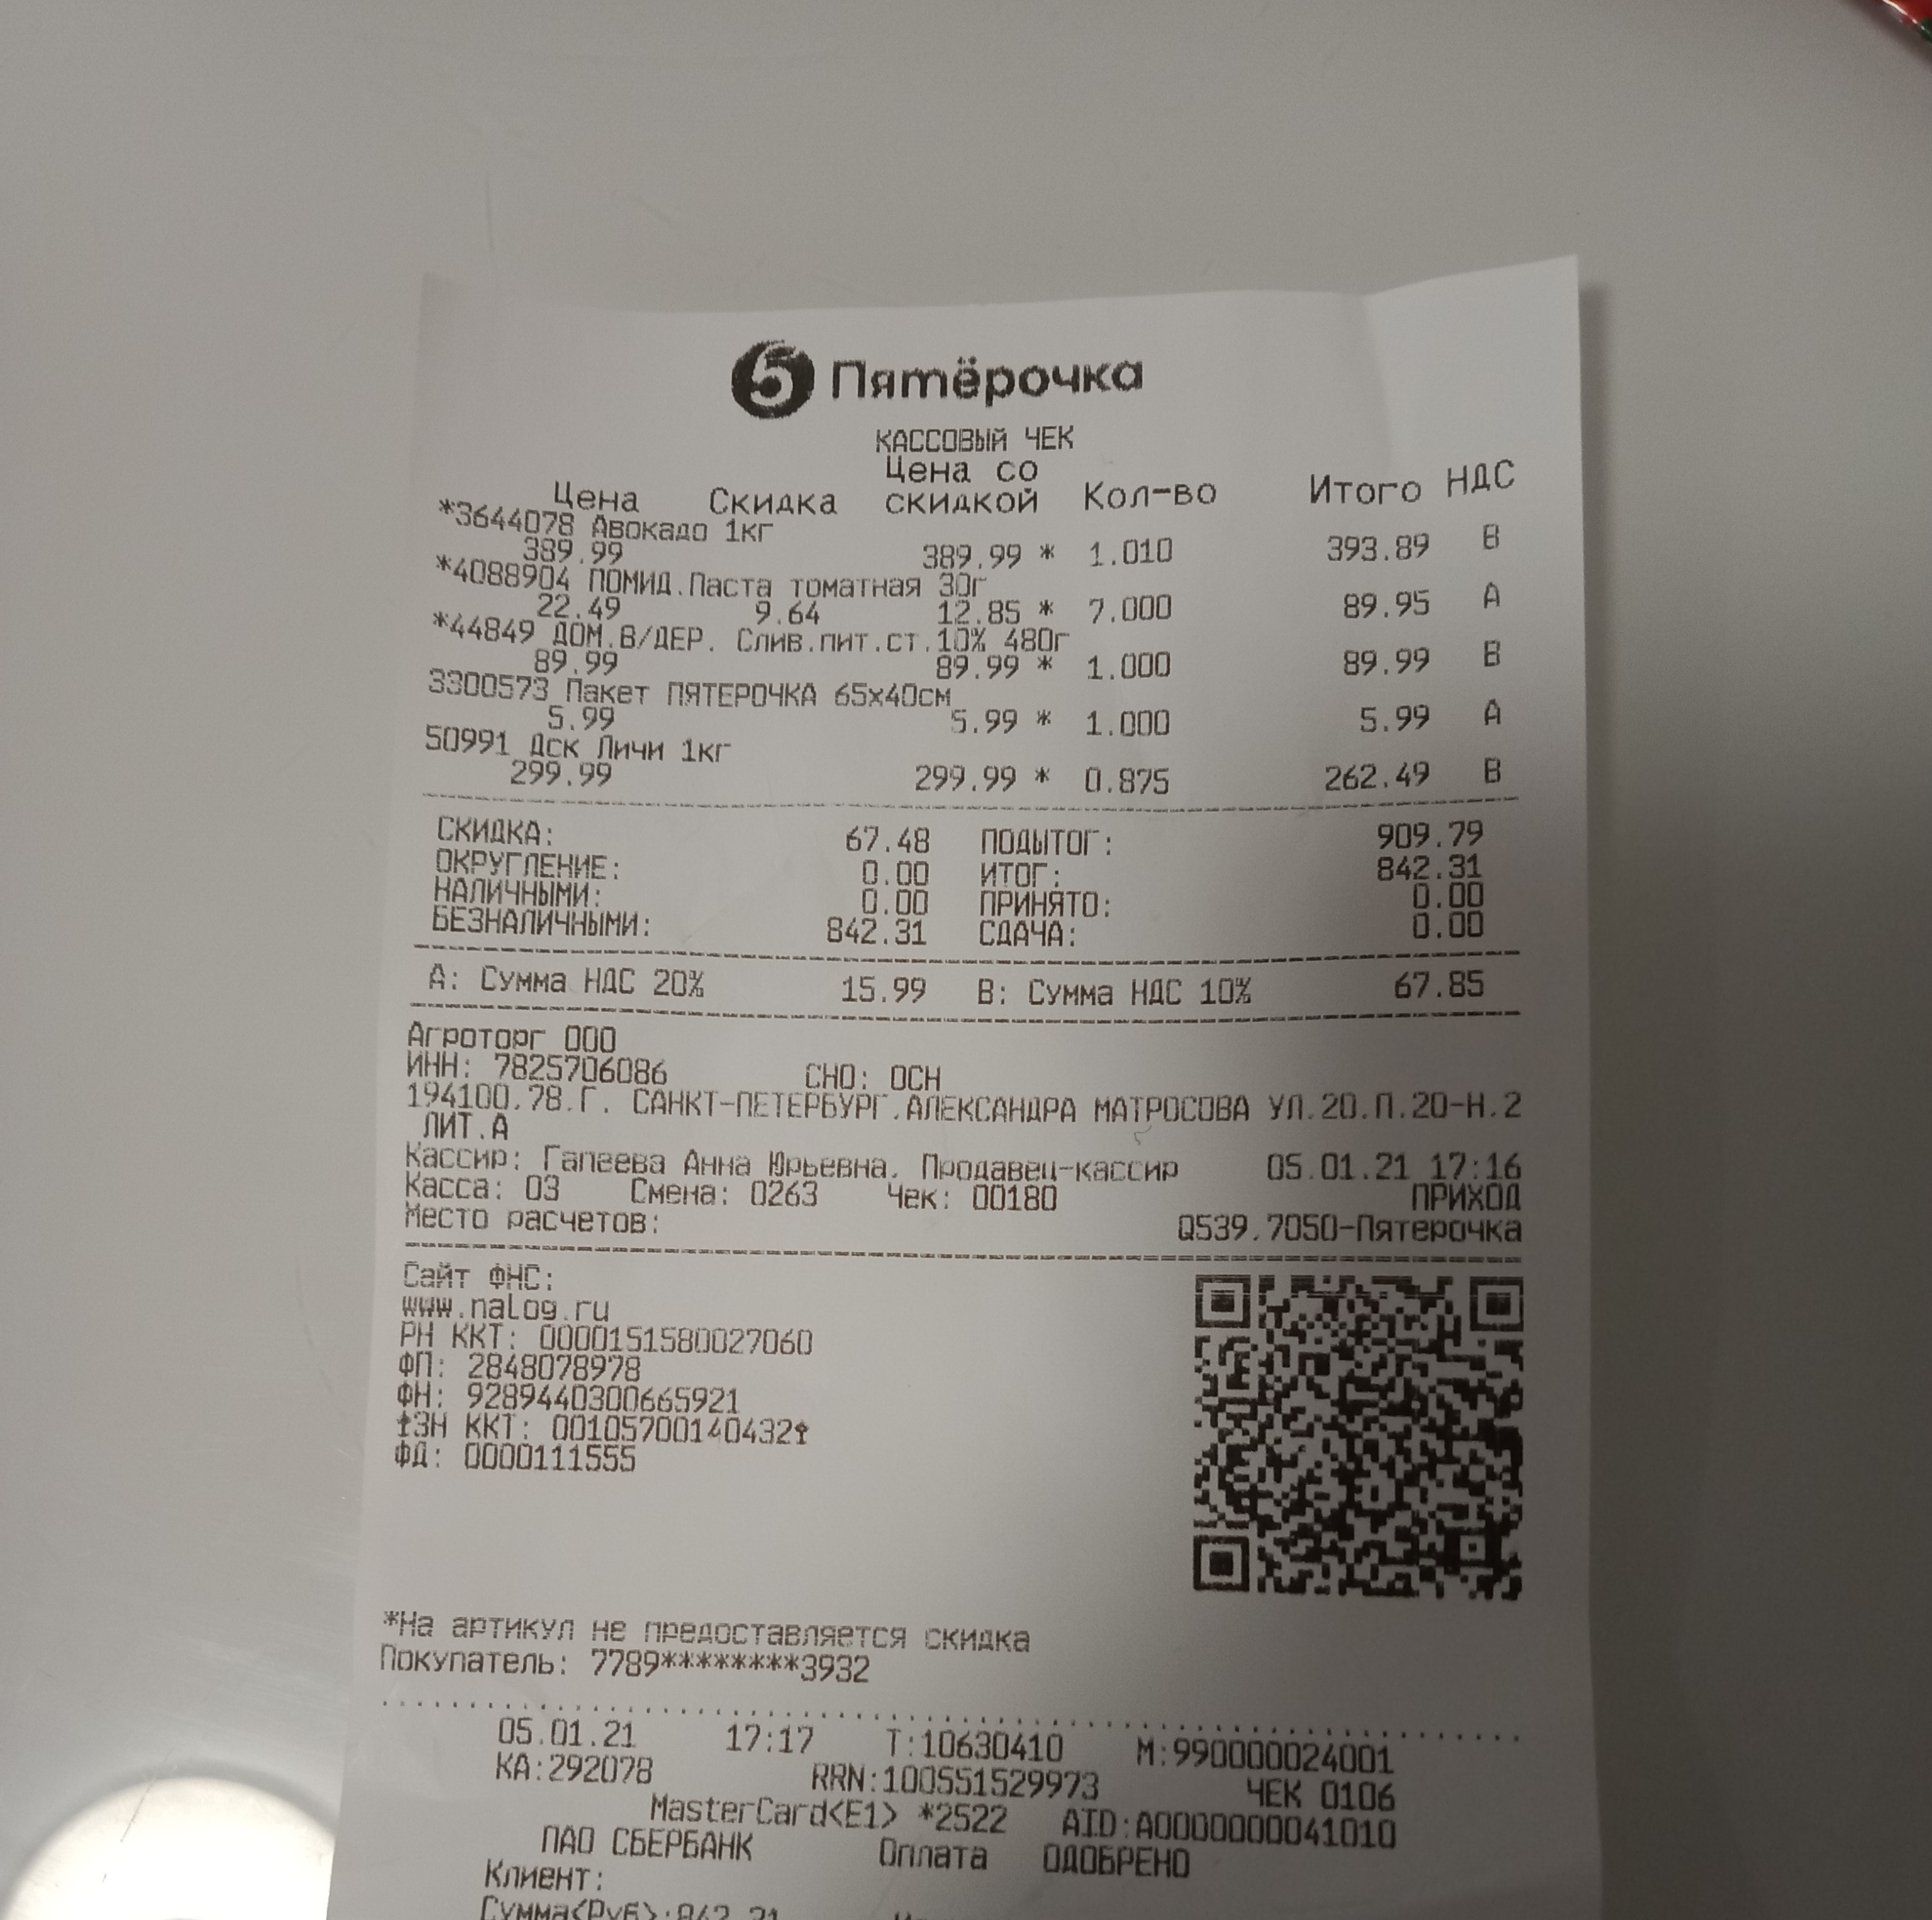 5 Пятёрочка
КАССОВЫЙ ЧЕК
Цена Скидка Цена со скидкой Кол-во Итого НДС
*3644078 Авокадо 1кг
389.99 389.99 * 1.010 393.89 В
*4088904 ПОМИД.Паста томатная 30г
22.49 9.64 12.85 * 7.000 89.95 А
*44849 ДОМ.В/ДЕР. Слив.пит.ст.10% 480г
89.99 89.99 * 1.000 89.99 В
3300573 Пакет ПЯТЕРОЧКА 65х40см
5.99 5.99 * 1.000 5.99 А
50991 Дск Личи 1кг
299.99 299.99 * 0.875 262.49 В
СКИДКА: 67.48 ПОДЫТОГ: 909.79
ОКРУГЛЕНИЕ: 0.00 ИТОГ: 842.31
НАЛИЧНЫМИ: 0.00 ПРИНЯТО: 0.00
БЕЗНАЛИЧНЫМИ: 842.31 СДАЧА: 0.00
А: Сумма НДС 20% 15.99 В: Сумма НДС 10% 67.85
Агроторг ООО
ИНН: 7825706086 СНО: ОСН
194100,78,Г. САНКТ-ПЕТЕРБУРГ,АЛЕКСАНДРА МАТРОСОВА УЛ,20,П.20-Н,2
ЛИТ.А
Кассир: Гапеева Анна Юрьевна, Продавец-кассир 05.01.21 17:16
Касса: 03 Смена: 0263 Чек: 00180 ПРИХОД
Место расчетов: Q539,7050-Пятерочка
Сайт ФНС:
www.nalog.ru
РН ККТ: 0000151580027060
ФП: 2848078978
ФН: 9289440300665921
ЗН ККТ: 00105700140432
ФД: 0000111555
*На артикул не предоставляется скидка
Покупатель: 7789********3932
05.01.21 17:17 Т:10630410 М:990000024001
КА:292078 RRN:100551529973 ЧЕК 0106
MasterCard<E1> *2522 AID:A0000000041010
ПАО СБЕРБАНК Оплата ОДОБРЕНО
Клиент:
Сумма<Руб>:842.31